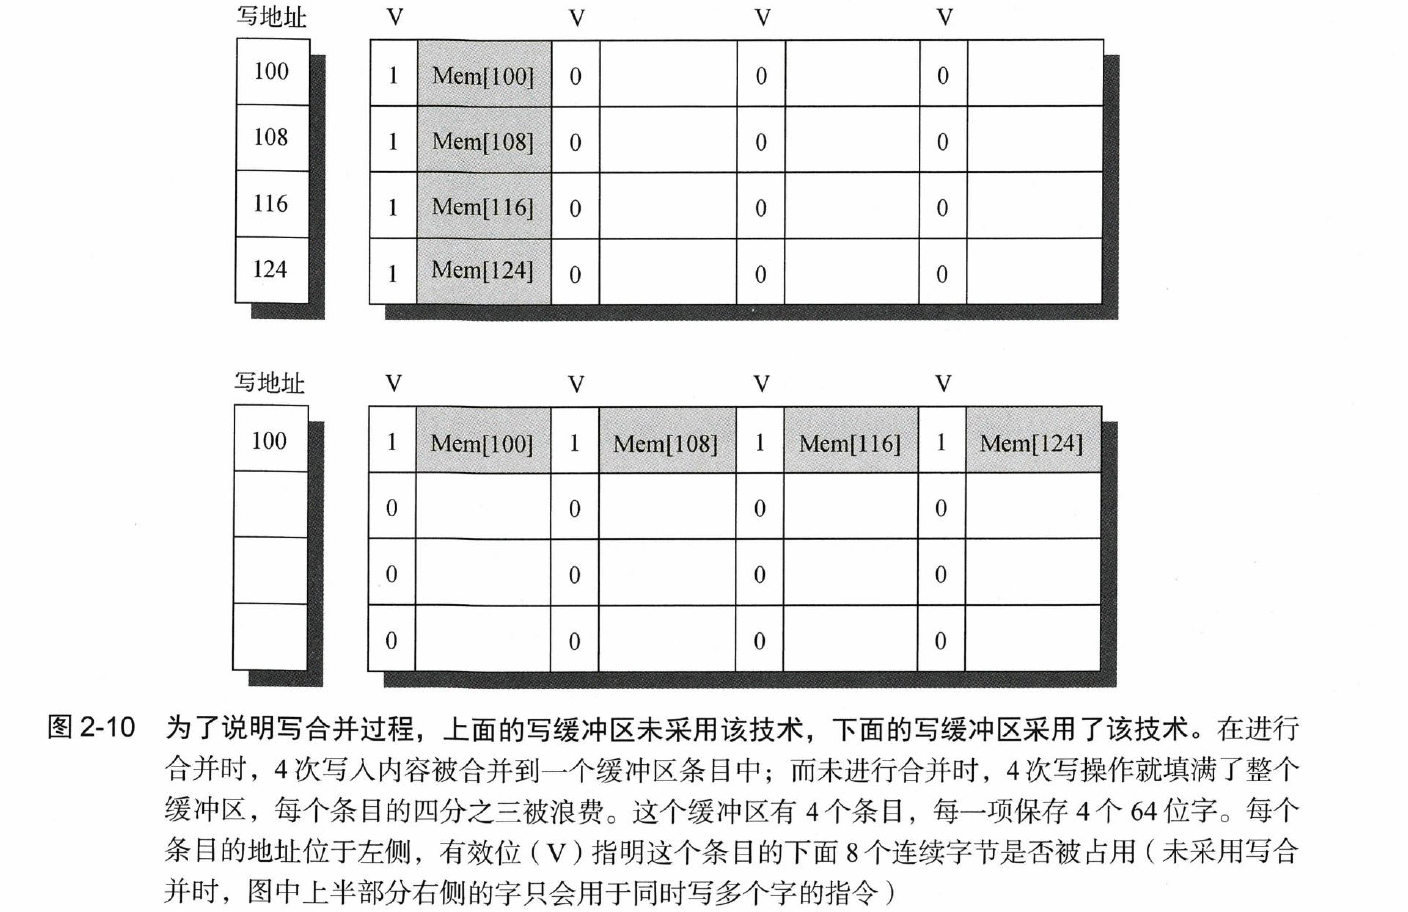 写地址 V V V V
100 1 Mem[100] 0 0 0
108 1 Mem[108] 0 0 0
116 1 Mem[116] 0 0 0
124 1 Mem[124] 0 0 0
写地址 V V V V
100 1 Mem[100] 1 Mem[108] 1 Mem[116] 1 Mem[124]
0 0 0 0
0 0 0 0
0 0 0 0
图 2-10 为了说明写合并过程，上面的写缓冲区未采用该技术，下面的写缓冲区采用了该技术。在进行
合并时，4 次写入内容被合并到一个缓冲区条目中；而未进行合并时，4 次写操作就填满了整个
缓冲区，每个条目的四分之三被浪费。这个缓冲区有 4 个条目，每一项保存 4 个 64 位字。每个
条目的地址位于左侧，有效位（V）指明这个条目的下面 8 个连续字节是否被占用（未采用写合
并时，图中上半部分右侧的字只会用于同时写多个字的指令）